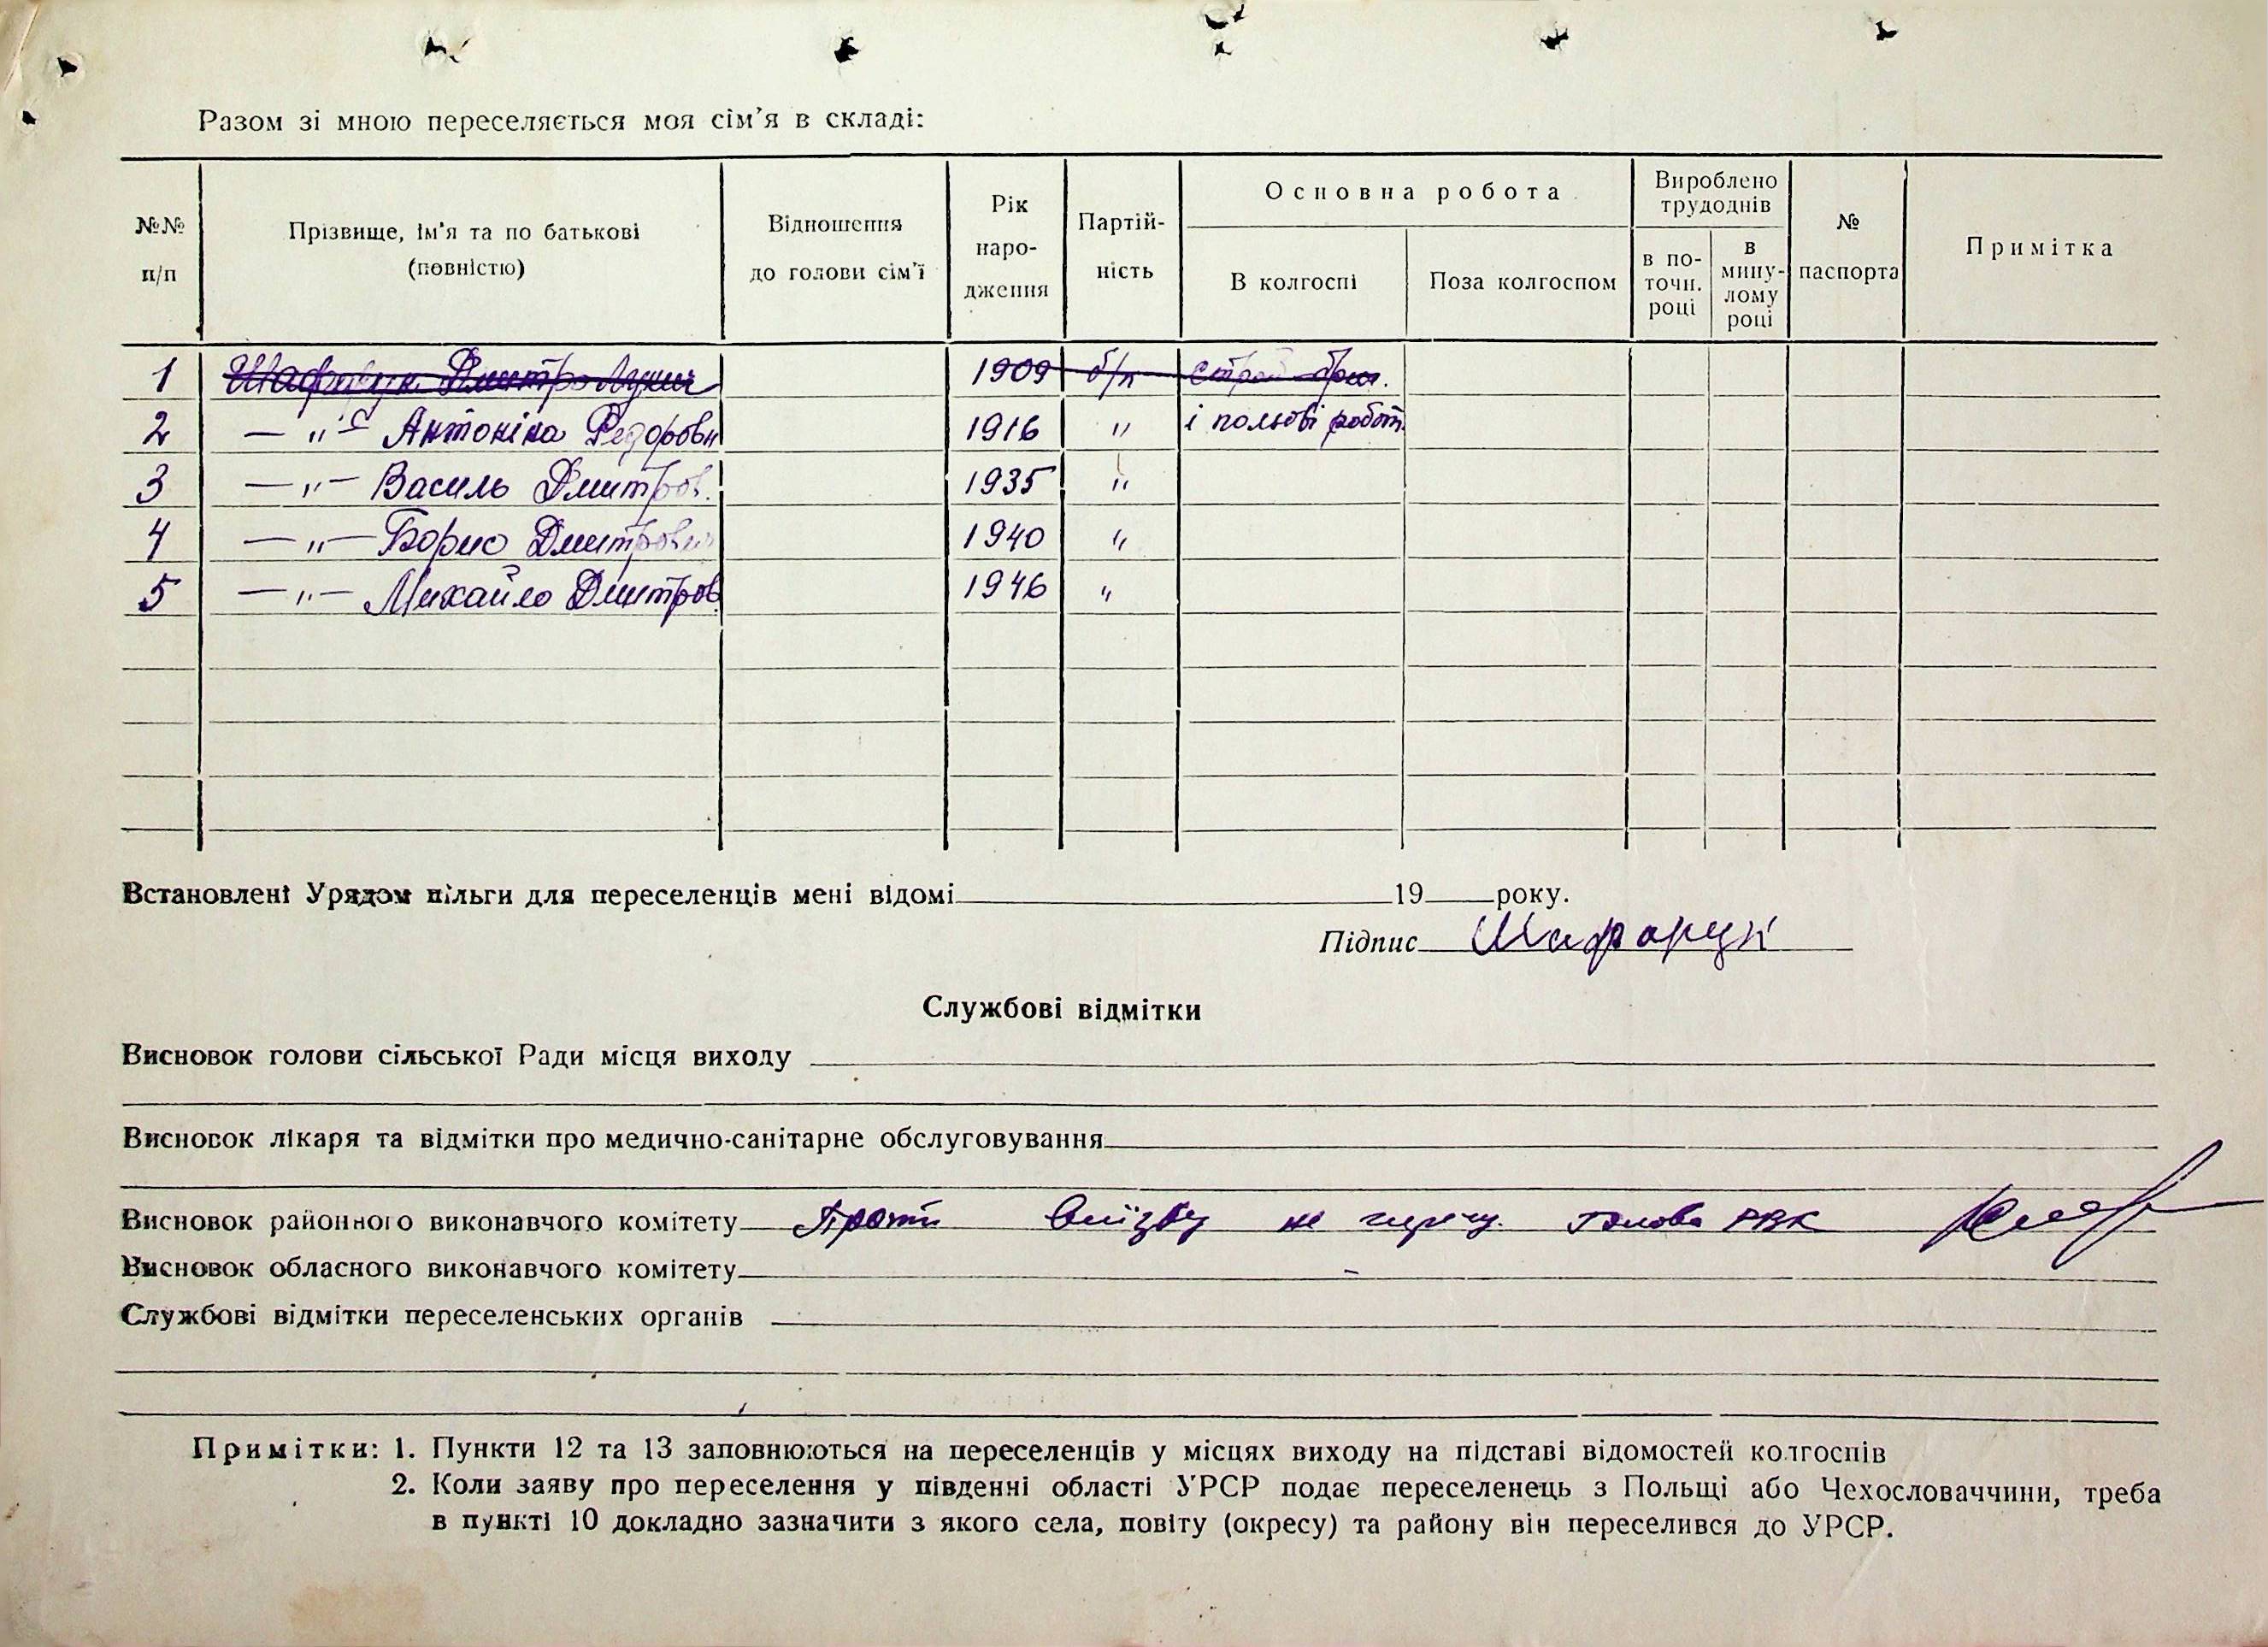 Разом зі мною переселяється моя сім'я в складі:
№№ п/п
Прізвище, ім'я та по батькові (повністю)
Відношення до голови сім'ї
Рік народження
Партійність
Основна робота
В колгоспі
Поза колгоспом
Вироблено трудоднів
в поточн. році
в минулому році
№ паспорта
Примітка
1 Дмитро Лукич 1909 б/п
2 — „ — Антоніна Федоровн 1916 „ і польові робот.
3 — „ — Василь Дмитров. 1935 „
4 — „ — Борис Дмитрович 1940 „
5 — „ — Михайло Дмитров 1946 „
Встановлені Урядом пільги для переселенців мені відомі 19 року.
Підпис Шафарук
Службові відмітки
Висновок голови сільської Ради місця виходу
Висновок лікаря та відмітки про медично-санітарне обслуговування
Висновок районного виконавчого комітету Проти виїзду не Голова РВК
Висновок обласного виконавчого комітету
Службові відмітки переселенських органів
Примітки: 1. Пункти 12 та 13 заповнюються на переселенців у місцях виходу на підставі відомостей колгоспів
2. Коли заяву про переселення у південні області УРСР подає переселенець з Польщі або Чехословаччини, треба
в пункті 10 докладно зазначити з якого села, повіту (окресу) та району він переселився до УРСР.